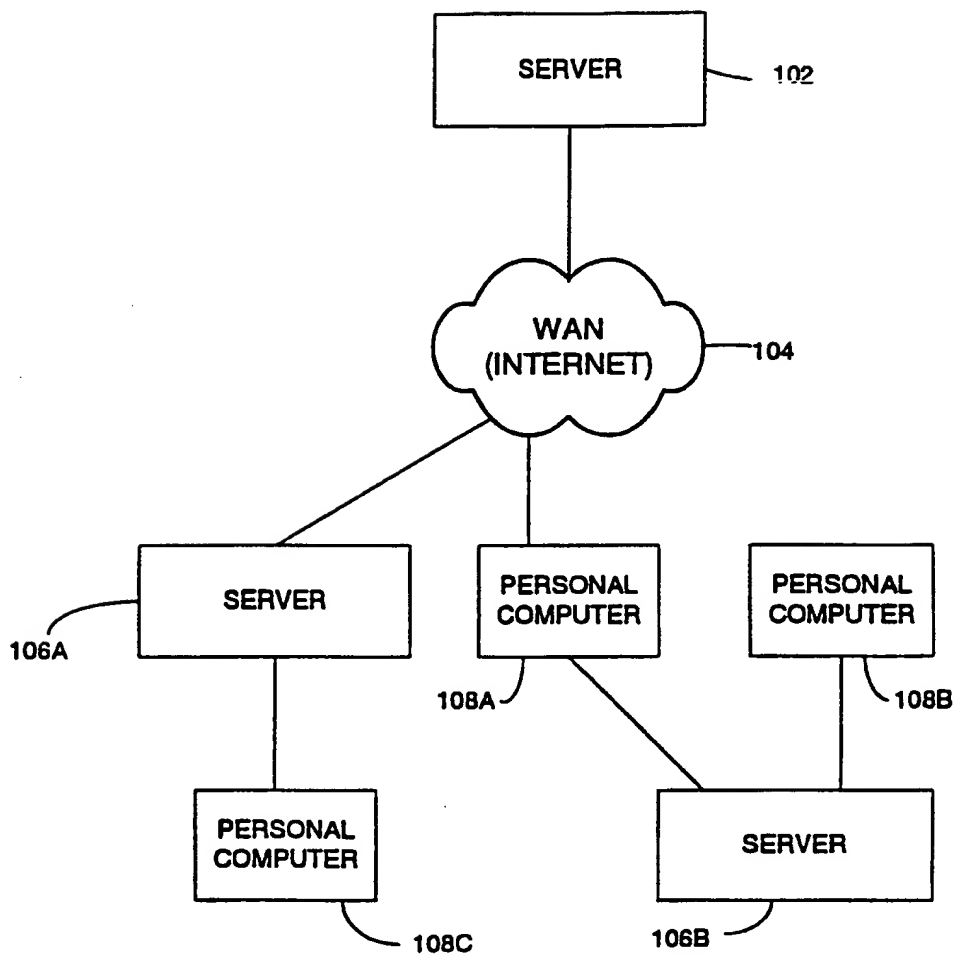 SERVER
102
WAN
(INTERNET)
104
SERVER
106A
PERSONAL
COMPUTER
108A
PERSONAL
COMPUTER
108B
PERSONAL
COMPUTER
108C
SERVER
106B